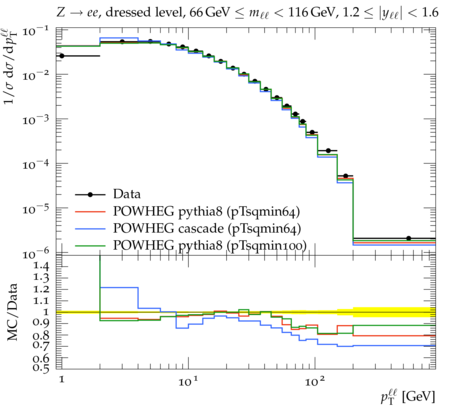 Z → ee, dressed level, 66 GeV ≤ mℓℓ < 116 GeV, 1.2 ≤ |yℓℓ| < 1.6
1/σ dσ/dpTℓℓ
10⁻¹
10⁻²
10⁻³
10⁻⁴
10⁻⁵
10⁻⁶
Data
POWHEG pythia8 (pTsqmin64)
POWHEG cascade (pTsqmin64)
POWHEG pythia8 (pTsqmin100)
MC/Data
1.4
1.3
1.2
1.1
1
0.9
0.8
0.7
0.6
0.5
1 10¹ 10²
pTℓℓ [GeV]